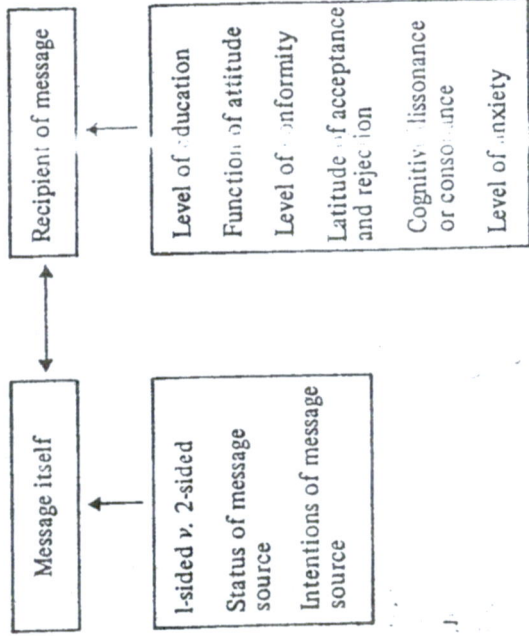 Message itself
1-sided v. 2-sided
Status of message
source
Intentions of message
source
Recipient of message
Level of education
Function of attitude
Level of conformity
Latitude of acceptance
and rejection
Cognitive dissonance
or consonance
Level of anxiety